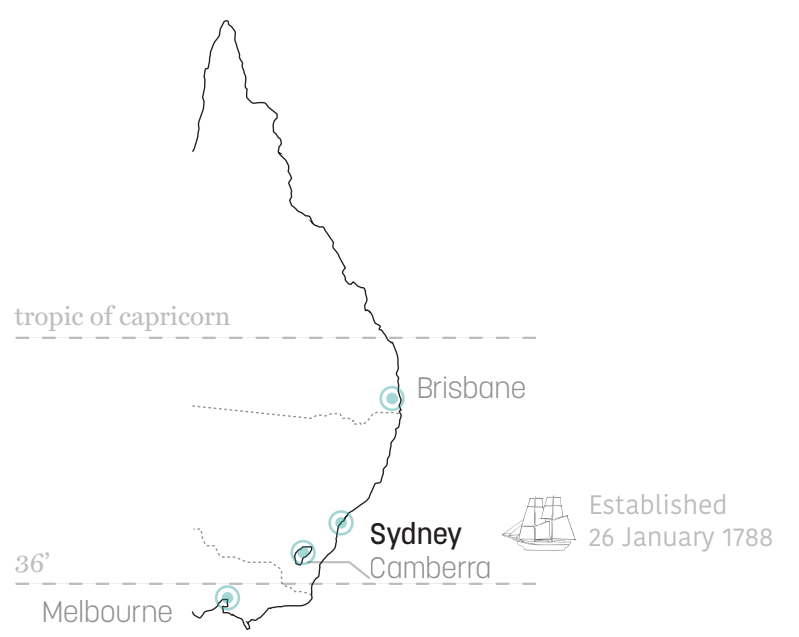 tropic of capricorn
Brisbane
Established
26 January 1788
Sydney
Camberra
36’
Melbourne